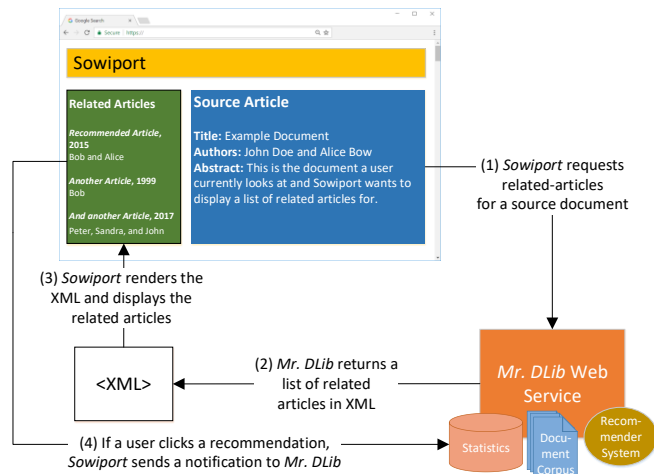 Google Search
Secure | https://
Sowiport
Related Articles
Recommended Article,
2015
Bob and Alice
Another Article, 1999
Bob
And another Article, 2017
Peter, Sandra, and John
Source Article
Title: Example Document
Authors: John Doe and Alice Bow
Abstract: This is the document a user
currently looks at and Sowiport wants to
display a list of related articles for.
(1) Sowiport requests
related-articles
for a source document
(3) Sowiport renders the
XML and displays the
related articles
<XML>
(2) Mr. DLib returns a
list of related
articles in XML
Mr. DLib Web
Service
Statistics
Docu-
ment
Corpus
Recom-
mender
System
(4) If a user clicks a recommendation,
Sowiport sends a notification to Mr. DLib